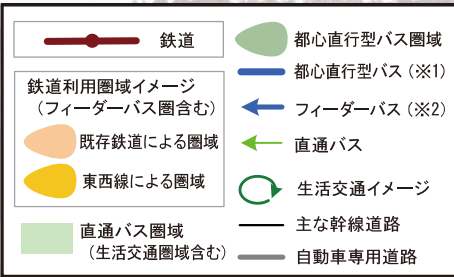 鉄道
鉄道利用圏域イメージ
（フィーダーバス圏含む）
既存鉄道による圏域
東西線による圏域
直通バス圏域
（生活交通圏域含む）
都心直行型バス圏域
都心直行型バス（※1）
フィーダーバス（※2）
直通バス
生活交通イメージ
主な幹線道路
自動車専用道路